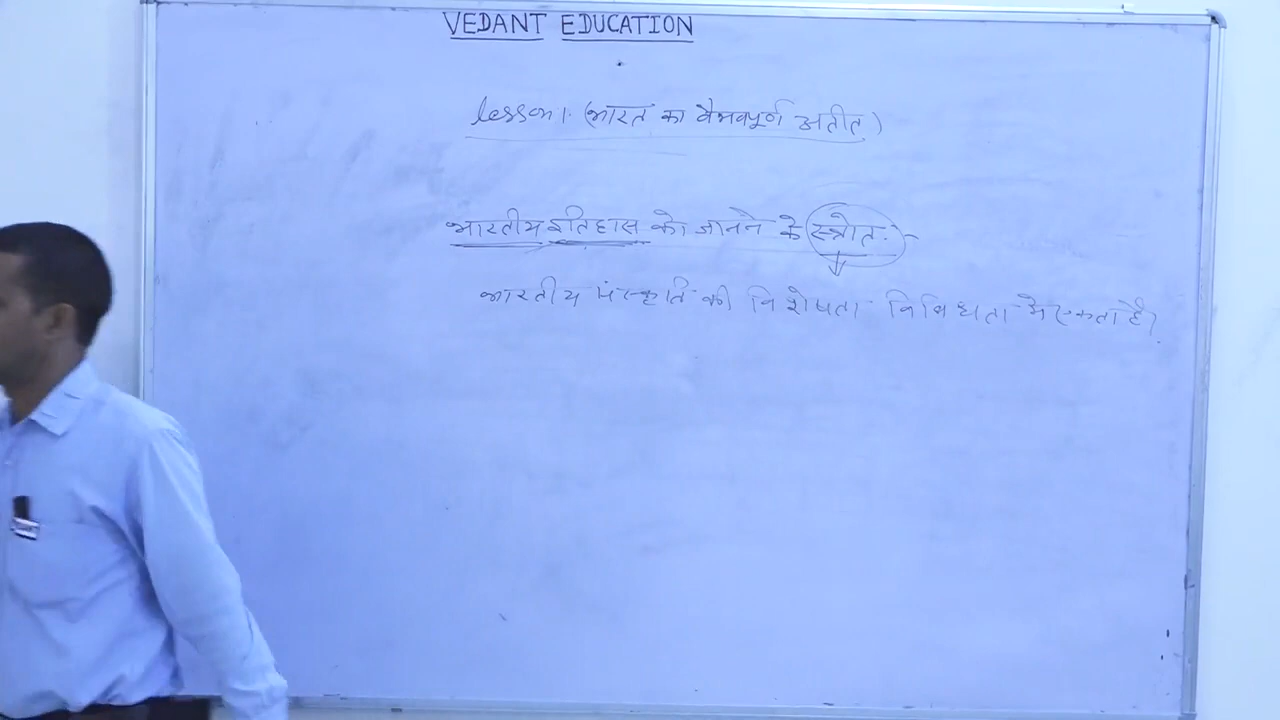 VEDANT EDUCATION
lesson 1. (भारत का वैभवपूर्ण अतीत)
भारतीय इतिहास को जानने के स्त्रोत :-
भारतीय संस्कृति की विशेषता विविधता मे एकता है।